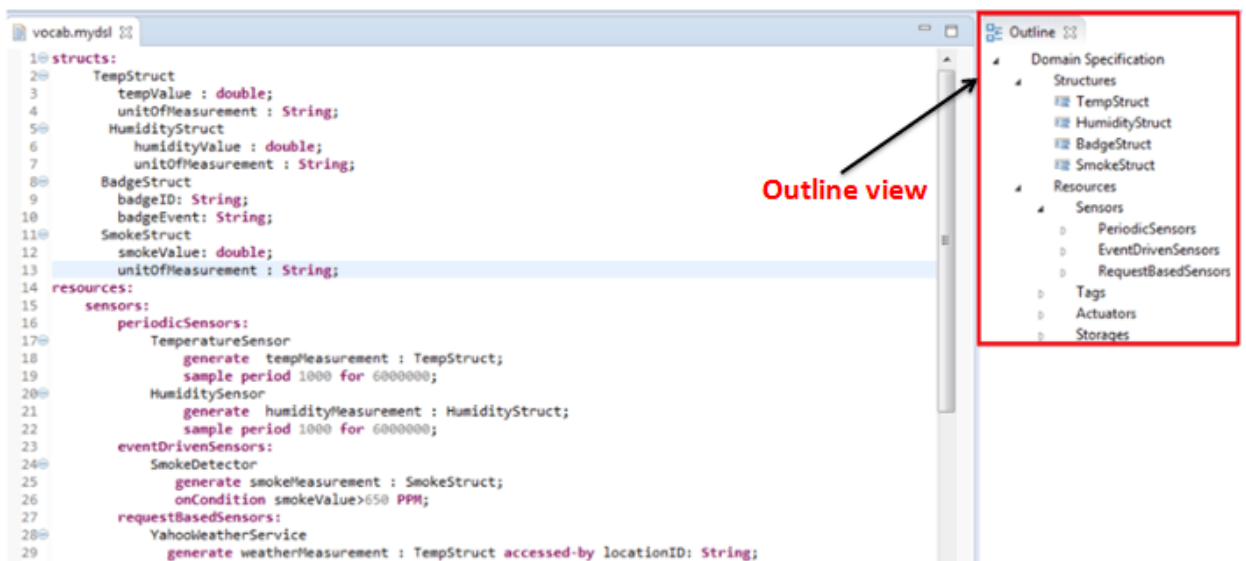 vocab.mydsl
1 structs:
2 TempStruct
3 tempValue : double;
4 unitOfMeasurement : String;
5 HumidityStruct
6 humidityValue : double;
7 unitOfMeasurement : String;
8 BadgeStruct
9 badgeID: String;
10 badgeEvent: String;
11 SmokeStruct
12 smokeValue: double;
13 unitOfMeasurement : String;
14 resources:
15 sensors:
16 periodicSensors:
17 TemperatureSensor
18 generate tempMeasurement : TempStruct;
19 sample period 1000 for 6000000;
20 HumiditySensor
21 generate humidityMeasurement : HumidityStruct;
22 sample period 1000 for 6000000;
23 eventDrivenSensors:
24 SmokeDetector
25 generate smokeMeasurement : SmokeStruct;
26 onCondition smokeValue>650 PPM;
27 requestBasedSensors:
28 YahooWeatherService
29 generate weatherMeasurement : TempStruct accessed-by locationID: String;
Outline view
Outline
Domain Specification
Structures
TempStruct
HumidityStruct
BadgeStruct
SmokeStruct
Resources
Sensors
PeriodicSensors
EventDrivenSensors
RequestBasedSensors
Tags
Actuators
Storages